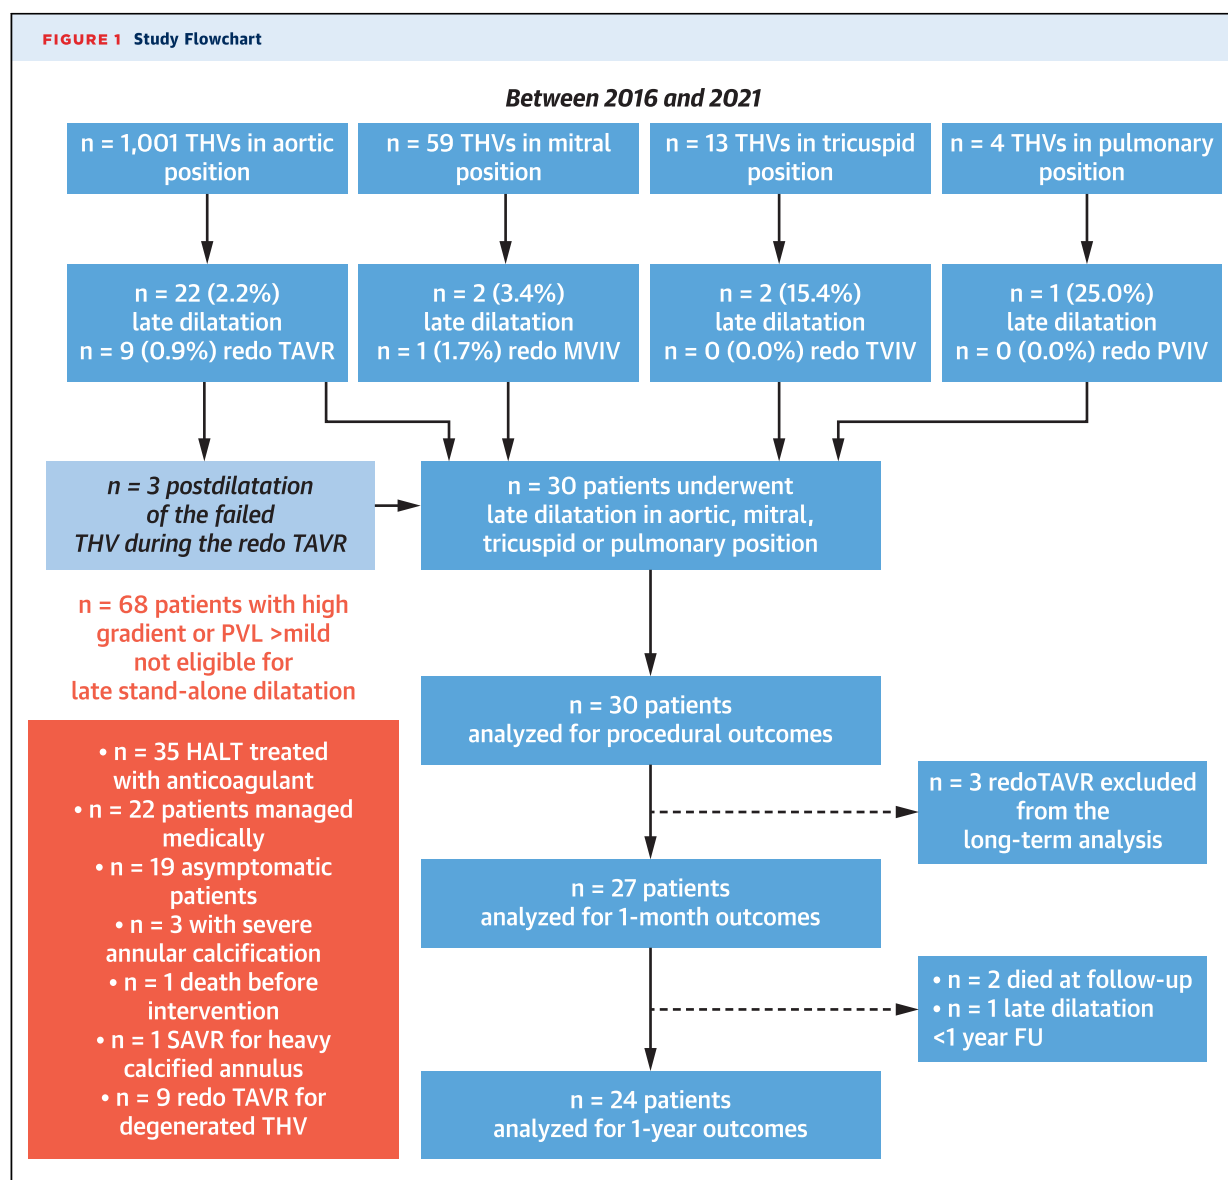 FIGURE 1 Study Flowchart
Between 2016 and 2021
n = 1,001 THVs in aortic
position
n = 59 THVs in mitral
position
n = 13 THVs in tricuspid
position
n = 4 THVs in pulmonary
position
n = 22 (2.2%)
late dilatation
n = 9 (0.9%) redo TAVR
n = 2 (3.4%)
late dilatation
n = 1 (1.7%) redo MVIV
n = 2 (15.4%)
late dilatation
n = 0 (0.0%) redo TVIV
n = 1 (25.0%)
late dilatation
n = 0 (0.0%) redo PVIV
n = 3 postdilatation
of the failed
THV during the redo TAVR
n = 30 patients underwent
late dilatation in aortic, mitral,
tricuspid or pulmonary position
n = 68 patients with high
gradient or PVL >mild
not eligible for
late stand-alone dilatation
• n = 35 HALT treated
with anticoagulant
• n = 22 patients managed
medically
• n = 19 asymptomatic
patients
• n = 3 with severe
annular calcification
• n = 1 death before
intervention
• n = 1 SAVR for heavy
calcified annulus
• n = 9 redo TAVR for
degenerated THV
n = 30 patients
analyzed for procedural outcomes
n = 3 redoTAVR excluded
from the
long-term analysis
n = 27 patients
analyzed for 1-month outcomes
• n = 2 died at follow-up
• n = 1 late dilatation
<1 year FU
n = 24 patients
analyzed for 1-year outcomes